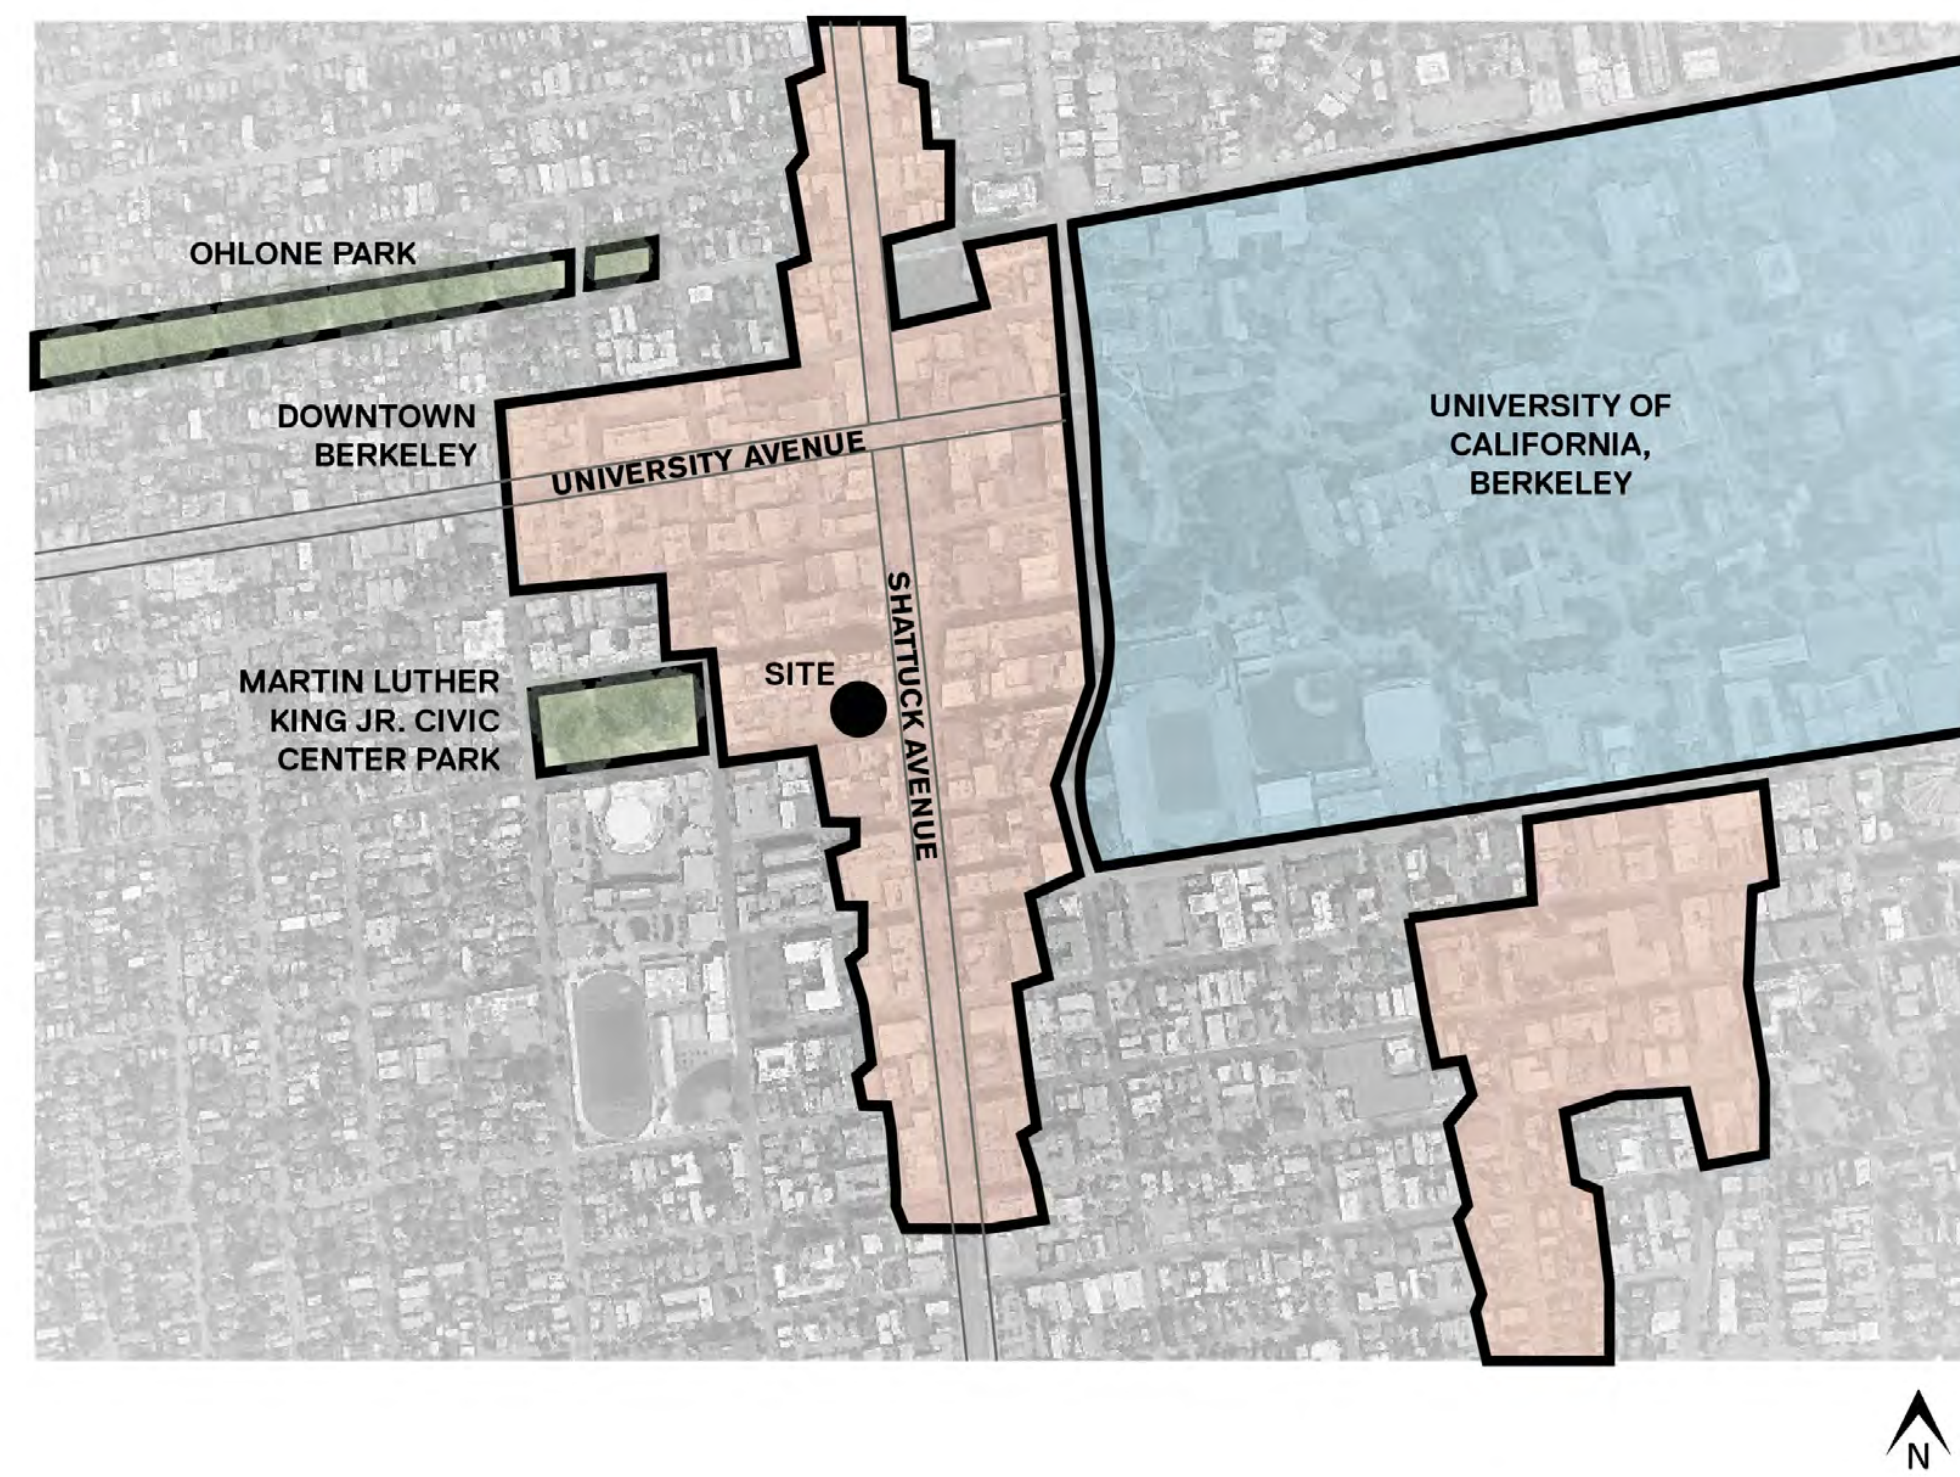 OHLONE PARK
DOWNTOWN
BERKELEY
UNIVERSITY AVENUE
UNIVERSITY OF
CALIFORNIA,
BERKELEY
SHATTUCK AVENUE
SITE
MARTIN LUTHER
KING JR. CIVIC
CENTER PARK
N